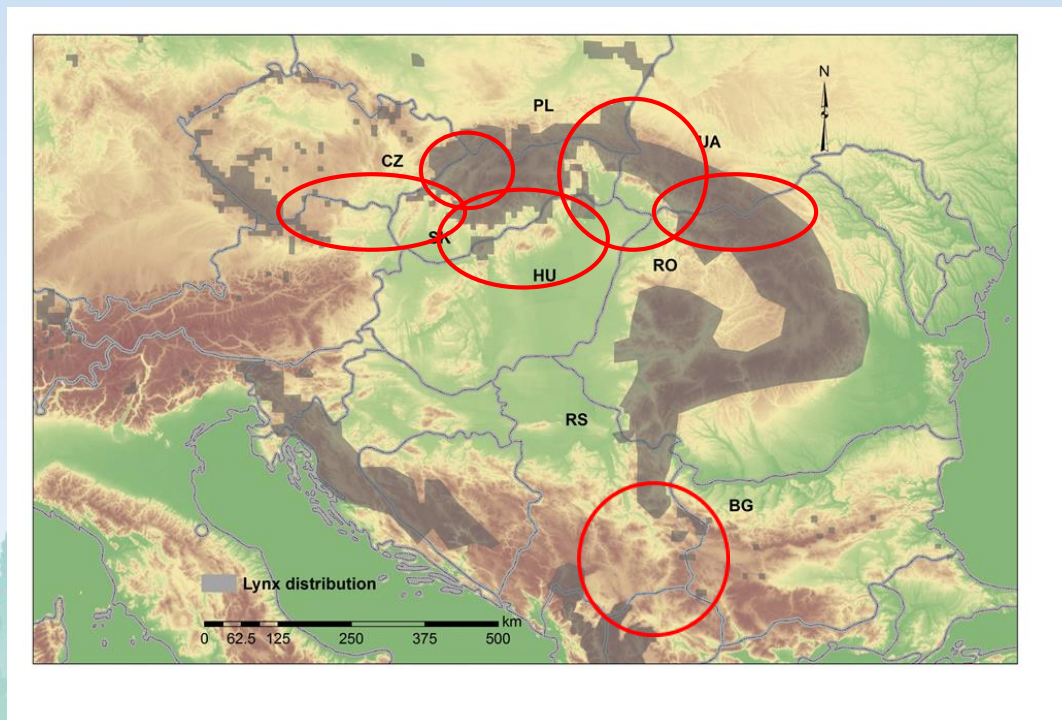 N
PL
UA
CZ
SK
RO
HU
RS
BG
Lynx distribution
km
0 62.5 125 250 375 500